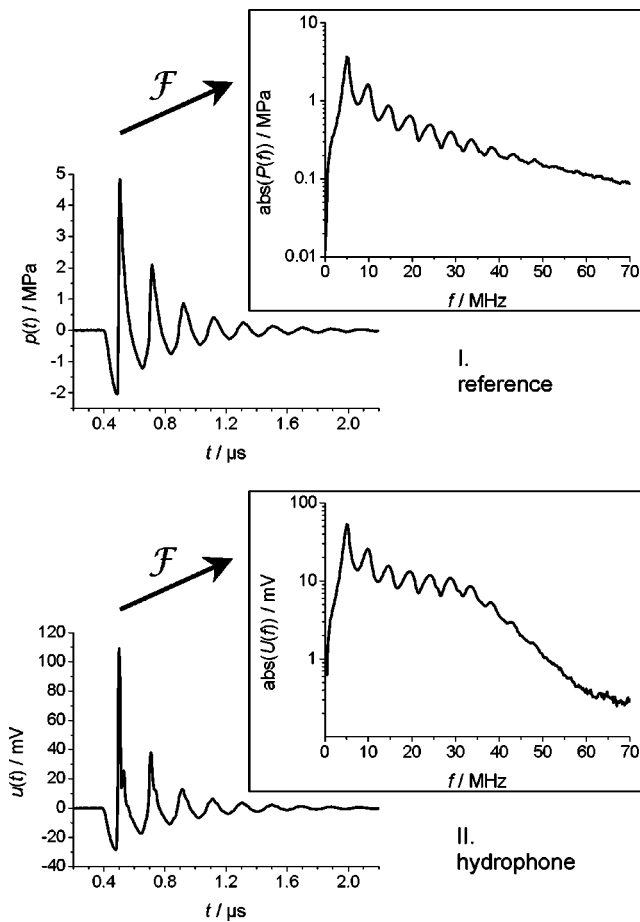 ℱ
10
1
0.1
0.01
abs(P(f)) / MPa
0 10 20 30 40 50 60 70
f / MHz
5
4
3
2
1
0
-1
-2
p(t) / MPa
0.4 0.8 1.2 1.6 2.0
t / µs
I.
reference
ℱ
100
10
1
abs(U(f)) / mV
0 10 20 30 40 50 60 70
f / MHz
120
100
80
60
40
20
0
-20
-40
u(t) / mV
0.4 0.8 1.2 1.6 2.0
t / µs
II.
hydrophone